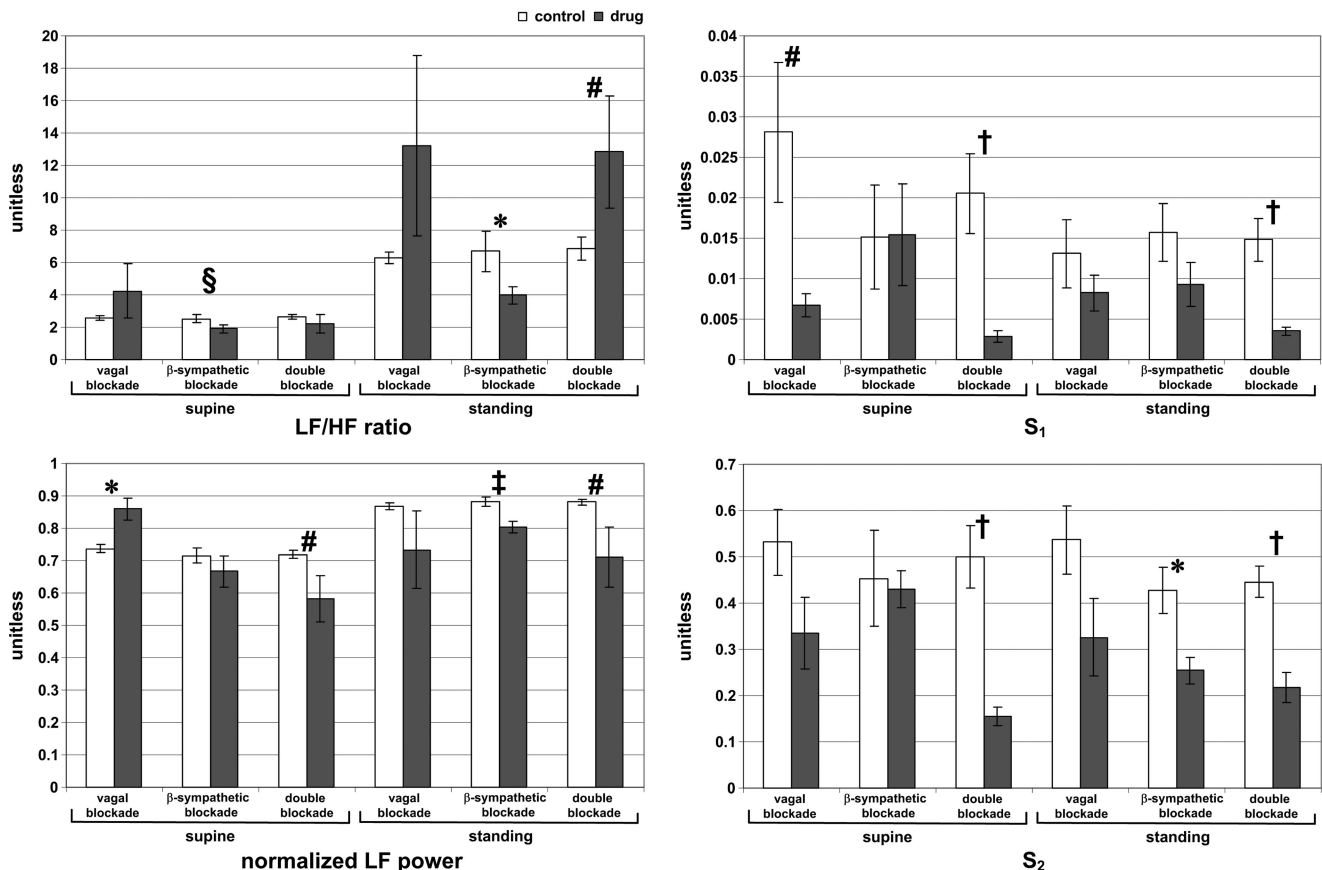 control drug
20
18
16
14
12
10
8
6
4
2
0
unitless
§
*
#
vagal blockade
β-sympathetic blockade
double blockade
vagal blockade
β-sympathetic blockade
double blockade
supine
standing
LF/HF ratio
0.04
0.035
0.03
0.025
0.02
0.015
0.01
0.005
0
unitless
#
†
†
vagal blockade
β-sympathetic blockade
double blockade
vagal blockade
β-sympathetic blockade
double blockade
supine
standing
S₁
1
0.9
0.8
0.7
0.6
0.5
0.4
0.3
0.2
0.1
0
unitless
*
#
‡
#
vagal blockade
β-sympathetic blockade
double blockade
vagal blockade
β-sympathetic blockade
double blockade
supine
standing
normalized LF power
0.7
0.6
0.5
0.4
0.3
0.2
0.1
0
unitless
†
*
†
vagal blockade
β-sympathetic blockade
double blockade
vagal blockade
β-sympathetic blockade
double blockade
supine
standing
S₂